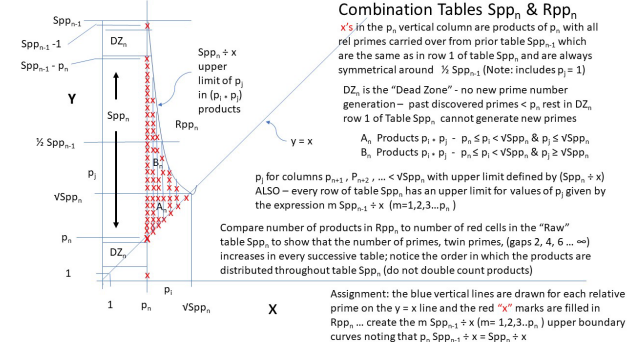 Combination Tables Sppn & Rppn
x's in the pn vertical column are products of pn with all
rel primes carried over from prior table Sppn-1 which
are the same as in row 1 of table Sppn and are always
symmetrical around ½ Sppn-1 (Note: includes pj = 1)
DZn is the "Dead Zone" - no new prime number
generation – past discovered primes < pn rest in DZn
row 1 of Table Sppn cannot generate new primes
An Products pi * pj - pn ≤ pi < √Sppn & pj ≤ √Sppn
Bn Products pi * pj - pn ≤ pi < √Sppn & pj ≥ √Sppn
pj for columns pn+1 , Pn+2 , ... < √Sppn with upper limit defined by (Sppn ÷ x)
ALSO – every row of table Sppn has an upper limit for values of pj given by
the expression m Sppn-1 ÷ x (m=1,2,3...pn )
Compare number of products in Rppn to number of red cells in the "Raw"
table Sppn to show that the number of primes, twin primes, (gaps 2, 4, 6 ... ∞)
increases in every successive table; notice the order in which the products are
distributed throughout table Sppn (do not double count products)
Assignment: the blue vertical lines are drawn for each relative
prime on the y = x line and the red "x" marks are filled in
Rppn ... create the m Sppn-1 ÷ x (m= 1,2,3..pn ) upper boundary
curves noting that pn Sppn-1 ÷ x = Sppn ÷ x
Sppn-1
Sppn-1 -1
Sppn-1 - pn
DZn
Y
Sppn
½ Sppn-1
pj
√Sppn
pn
DZn
1
Sppn ÷ x
upper
limit of pj
in (pi * pj)
products
Rppn
y = x
Bn
An
pi
1
pn
√Sppn
X